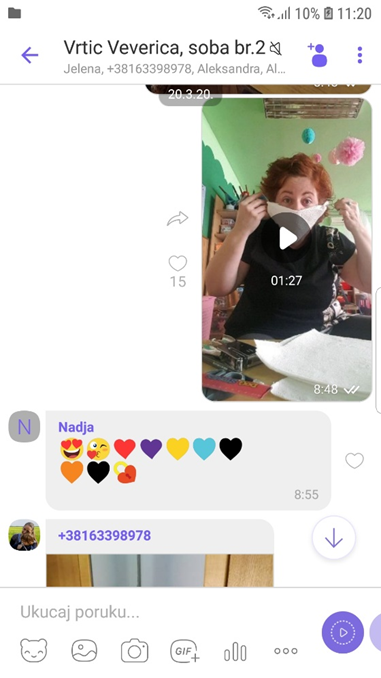 10% 11:20
Vrtic Veverica, soba br.2
Jelena, +38163398978, Aleksandra, Al...
20.3.20.
01:27
15
8:48
N
Nadja
8:55
+38163398978
Ukucaj poruku...
GIF